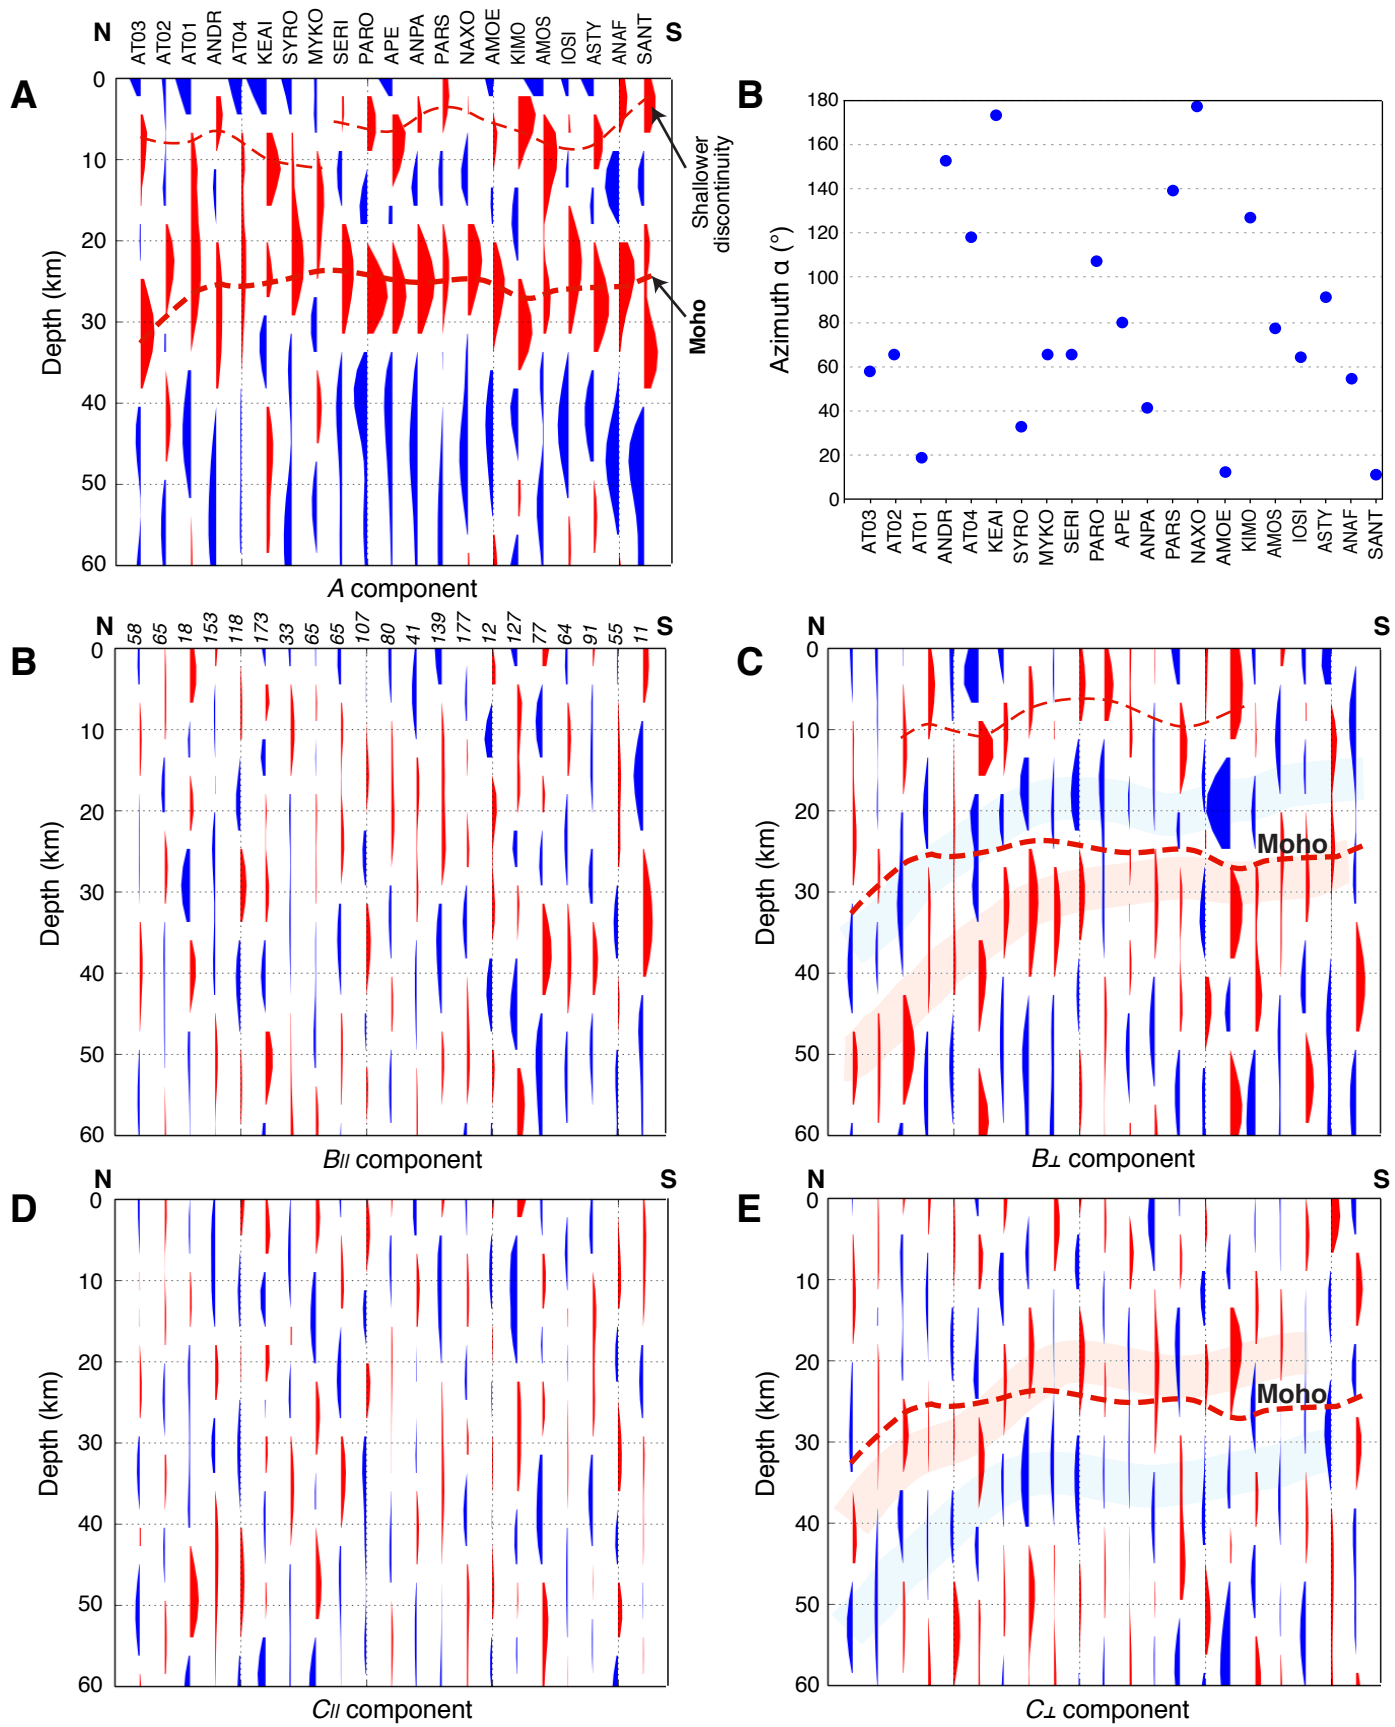 N AT03 AT02 AT01 ANDR AT04 KEAI SYRO MYKO SERI PARO APE ANPA PARS NAXO AMOE KIMO AMOS IOSI ASTY ANAF SANT S
A
0
10
20
30
40
50
60
Depth (km)
Shallower
discontinuity
Moho
A component
B
180
160
140
120
100
80
60
40
20
0
Azimuth α (°)
AT03 AT02 AT01 ANDR AT04 KEAI SYRO MYKO SERI PARO APE ANPA PARS NAXO AMOE KIMO AMOS IOSI ASTY ANAF SANT
N 58 65 18 153 118 173 33 65 65 107 80 41 139 177 12 127 77 64 91 55 11 S
B
0
10
20
30
40
50
60
Depth (km)
B// component
N S
C
0
10
20
30
40
50
60
Depth (km)
Moho
B⊥ component
N S
D
0
10
20
30
40
50
60
Depth (km)
C// component
N S
E
0
10
20
30
40
50
60
Depth (km)
Moho
C⊥ component